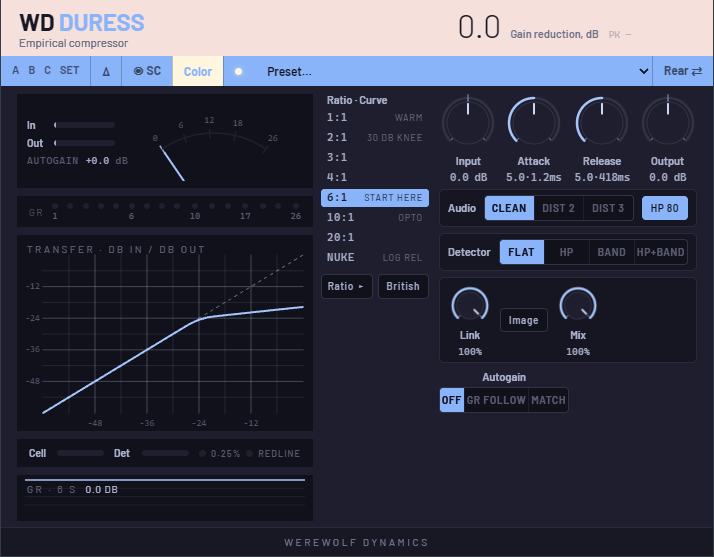 WD DURESS
Empirical compressor
0.0 Gain reduction, dB PK –
A B C SET Δ SC Color Preset... Rear ⇄
In
Out
AUTOGAIN +0.0 dB
0 6 12 18 26
GR 1 6 10 17 26
TRANSFER · DB IN / DB OUT
-12
-24
-36
-48
-48 -36 -24 -12
Cell Det 0.25% REDLINE
GR · 6 S 0.0 DB
Ratio · Curve
1:1 WARM
2:1 30 DB KNEE
3:1
4:1
6:1 START HERE
10:1 OPTO
20:1
NUKE LOG REL
Ratio ▸ British
Input Attack Release Output
0.0 dB 5.0·1.2ms 5.0·418ms 0.0 dB
Audio CLEAN DIST 2 DIST 3 HP 80
Detector FLAT HP BAND HP+BAND
Link Image Mix
100% 100%
Autogain
OFF GR FOLLOW MATCH
WEREWOLF DYNAMICS